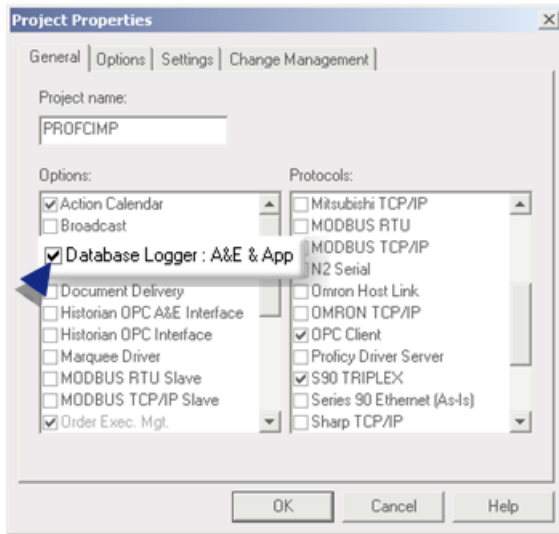 Project Properties
General Options Settings Change Management
Project name:
PROFCIMP
Options:
Action Calendar
Broadcast
Database Logger : A&E & App
Document Delivery
Historian OPC A&E Interface
Historian OPC Interface
Marquee Driver
MODBUS RTU Slave
MODBUS TCP/IP Slave
Order Exec. Mgt.
Protocols:
Mitsubishi TCP/IP
MODBUS RTU
MODBUS TCP/IP
N2 Serial
Omron Host Link
OMRON TCP/IP
OPC Client
Proficy Driver Server
S90 TRIPLEX
Series 90 Ethernet (As-Is)
Sharp TCP/IP
OK Cancel Help